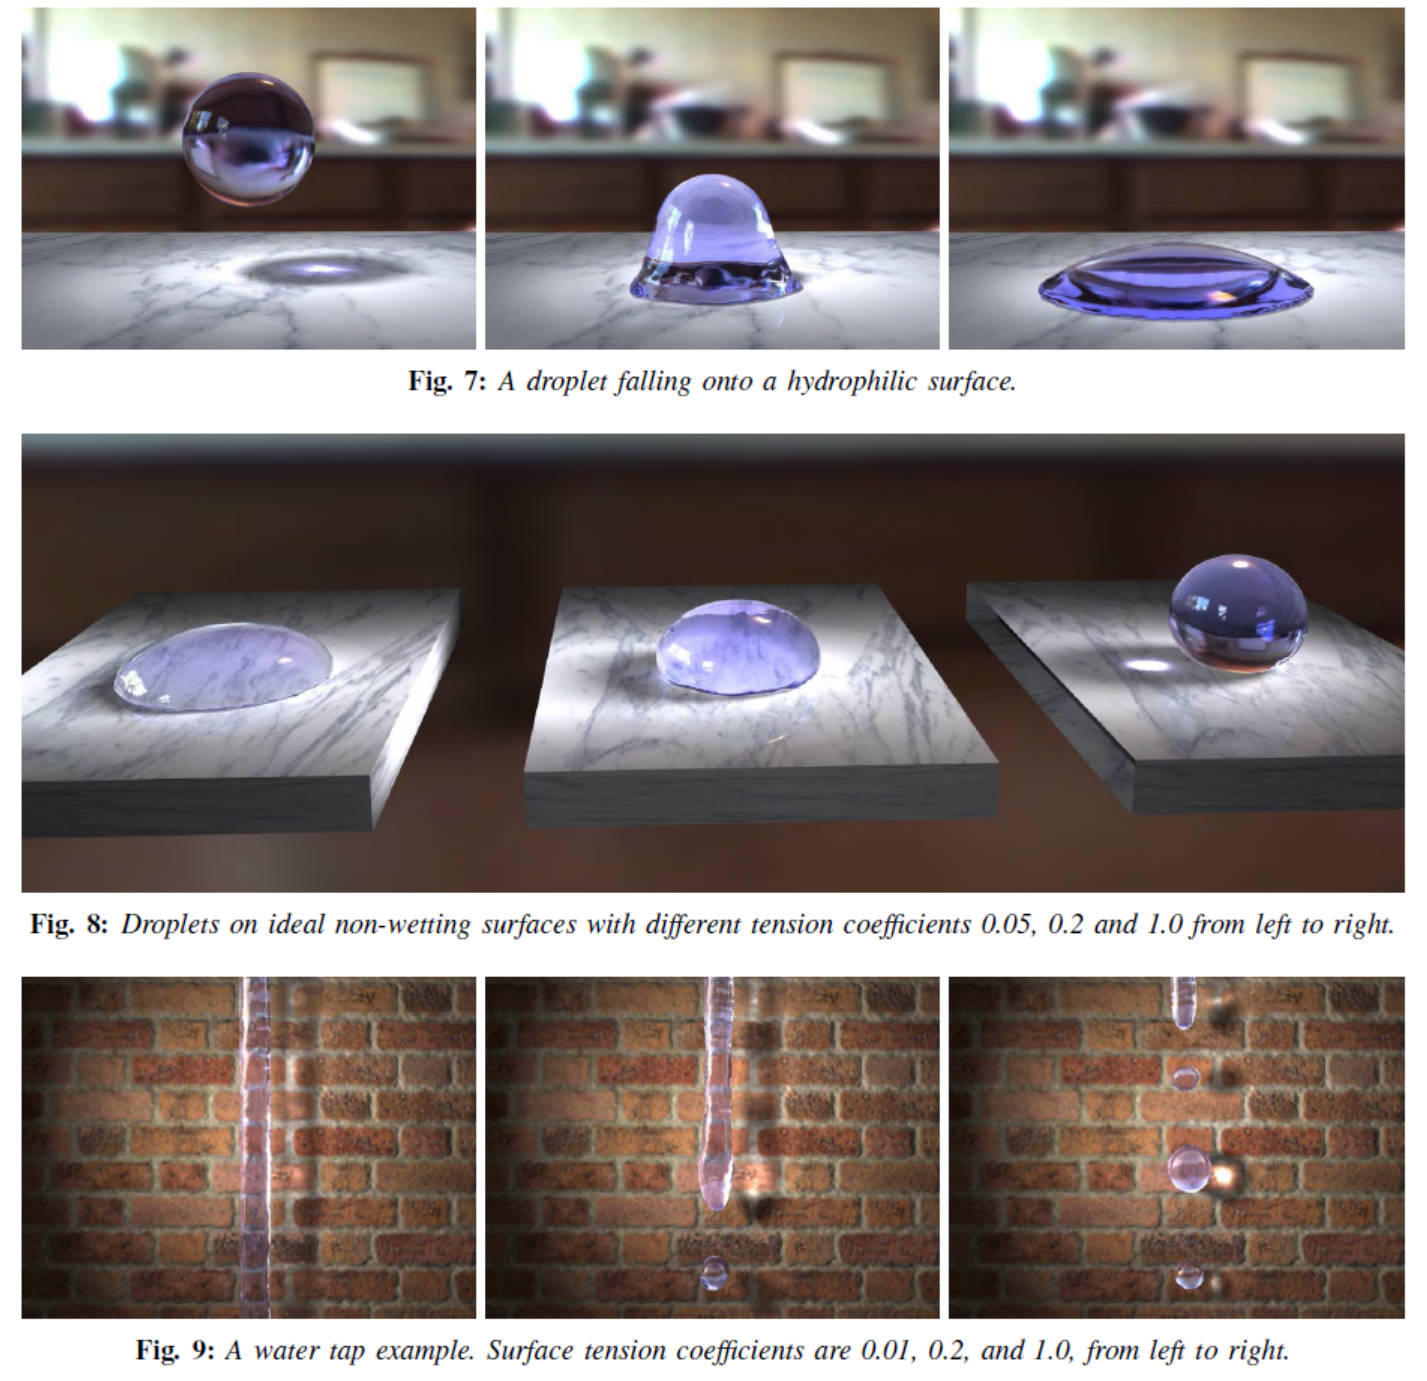 Fig. 7: A droplet falling onto a hydrophilic surface.
Fig. 8: Droplets on ideal non-wetting surfaces with different tension coefficients 0.05, 0.2 and 1.0 from left to right.
Fig. 9: A water tap example. Surface tension coefficients are 0.01, 0.2, and 1.0, from left to right.